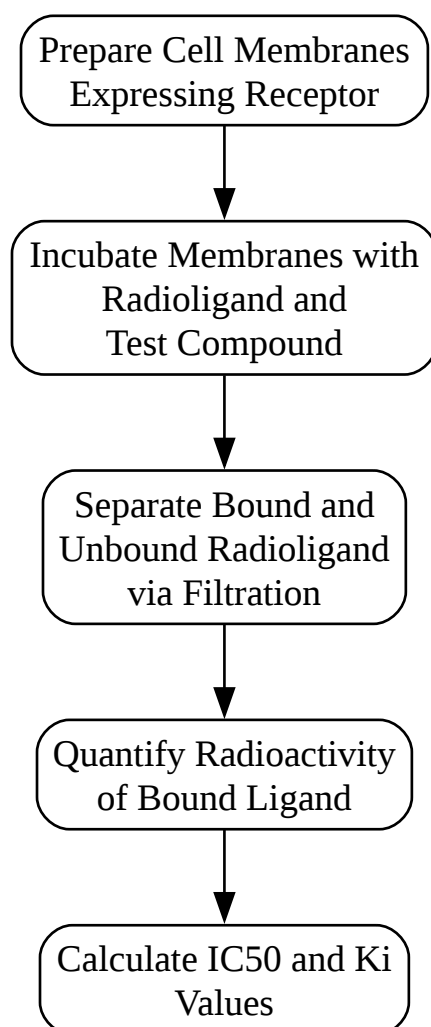 Prepare Cell Membranes
Expressing Receptor
Incubate Membranes with
Radioligand and
Test Compound
Separate Bound and
Unbound Radioligand
via Filtration
Quantify Radioactivity
of Bound Ligand
Calculate IC50 and Ki
Values